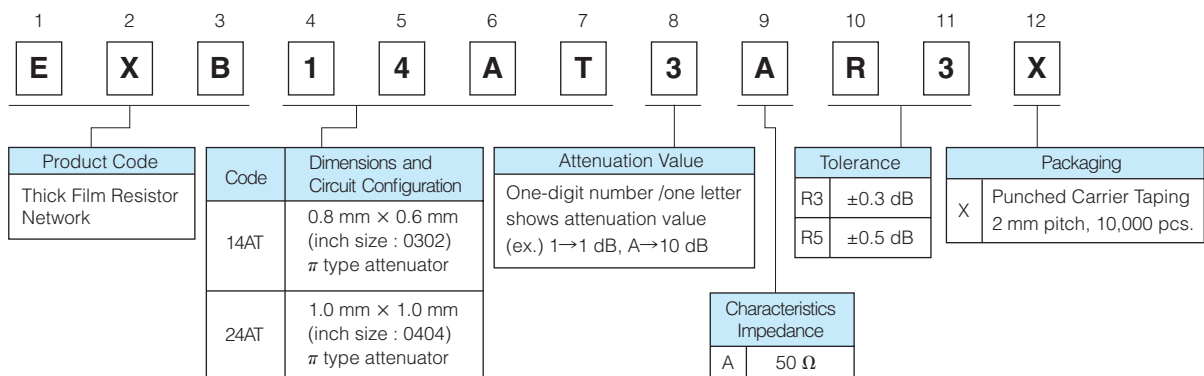 1 2 3 4 5 6 7 8 9 10 11 12
E X B 1 4 A T 3 A R 3 X
Product Code
Thick Film Resistor
Network
Code
Dimensions and
Circuit Configuration
14AT
0.8 mm × 0.6 mm
(inch size : 0302)
π type attenuator
24AT
1.0 mm × 1.0 mm
(inch size : 0404)
π type attenuator
Attenuation Value
One-digit number /one letter
shows attenuation value
(ex.) 1→1 dB, A→10 dB
Characteristics
Impedance
A 50 Ω
Tolerance
R3 ±0.3 dB
R5 ±0.5 dB
Packaging
X
Punched Carrier Taping
2 mm pitch, 10,000 pcs.